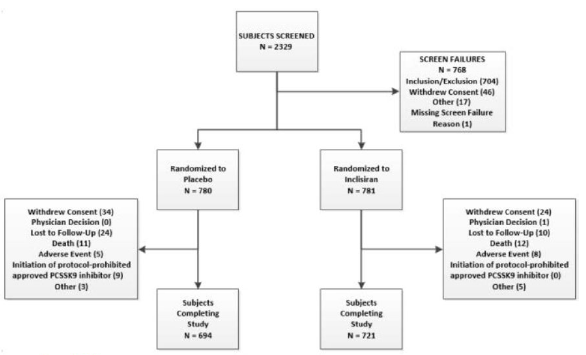 SUBJECTS SCREENED
N = 2329
SCREEN FAILURES
N = 768
Inclusion/Exclusion (704)
Withdrew Consent (46)
Other (17)
Missing Screen Failure
Reason (1)
Randomized to
Placebo
N = 780
Randomized to
Inclisiran
N = 781
Withdrew Consent (34)
Physician Decision (0)
Lost to Follow-Up (24)
Death (11)
Adverse Event (5)
Initiation of protocol-prohibited
approved PCSSK9 inhibitor (9)
Other (3)
Withdrew Consent (24)
Physician Decision (1)
Lost to Follow-Up (10)
Death (12)
Adverse Event (8)
Initiation of protocol-prohibited
approved PCSSK9 inhibitor (0)
Other (5)
Subjects
Completing
Study
N = 694
Subjects
Completing
Study
N = 721